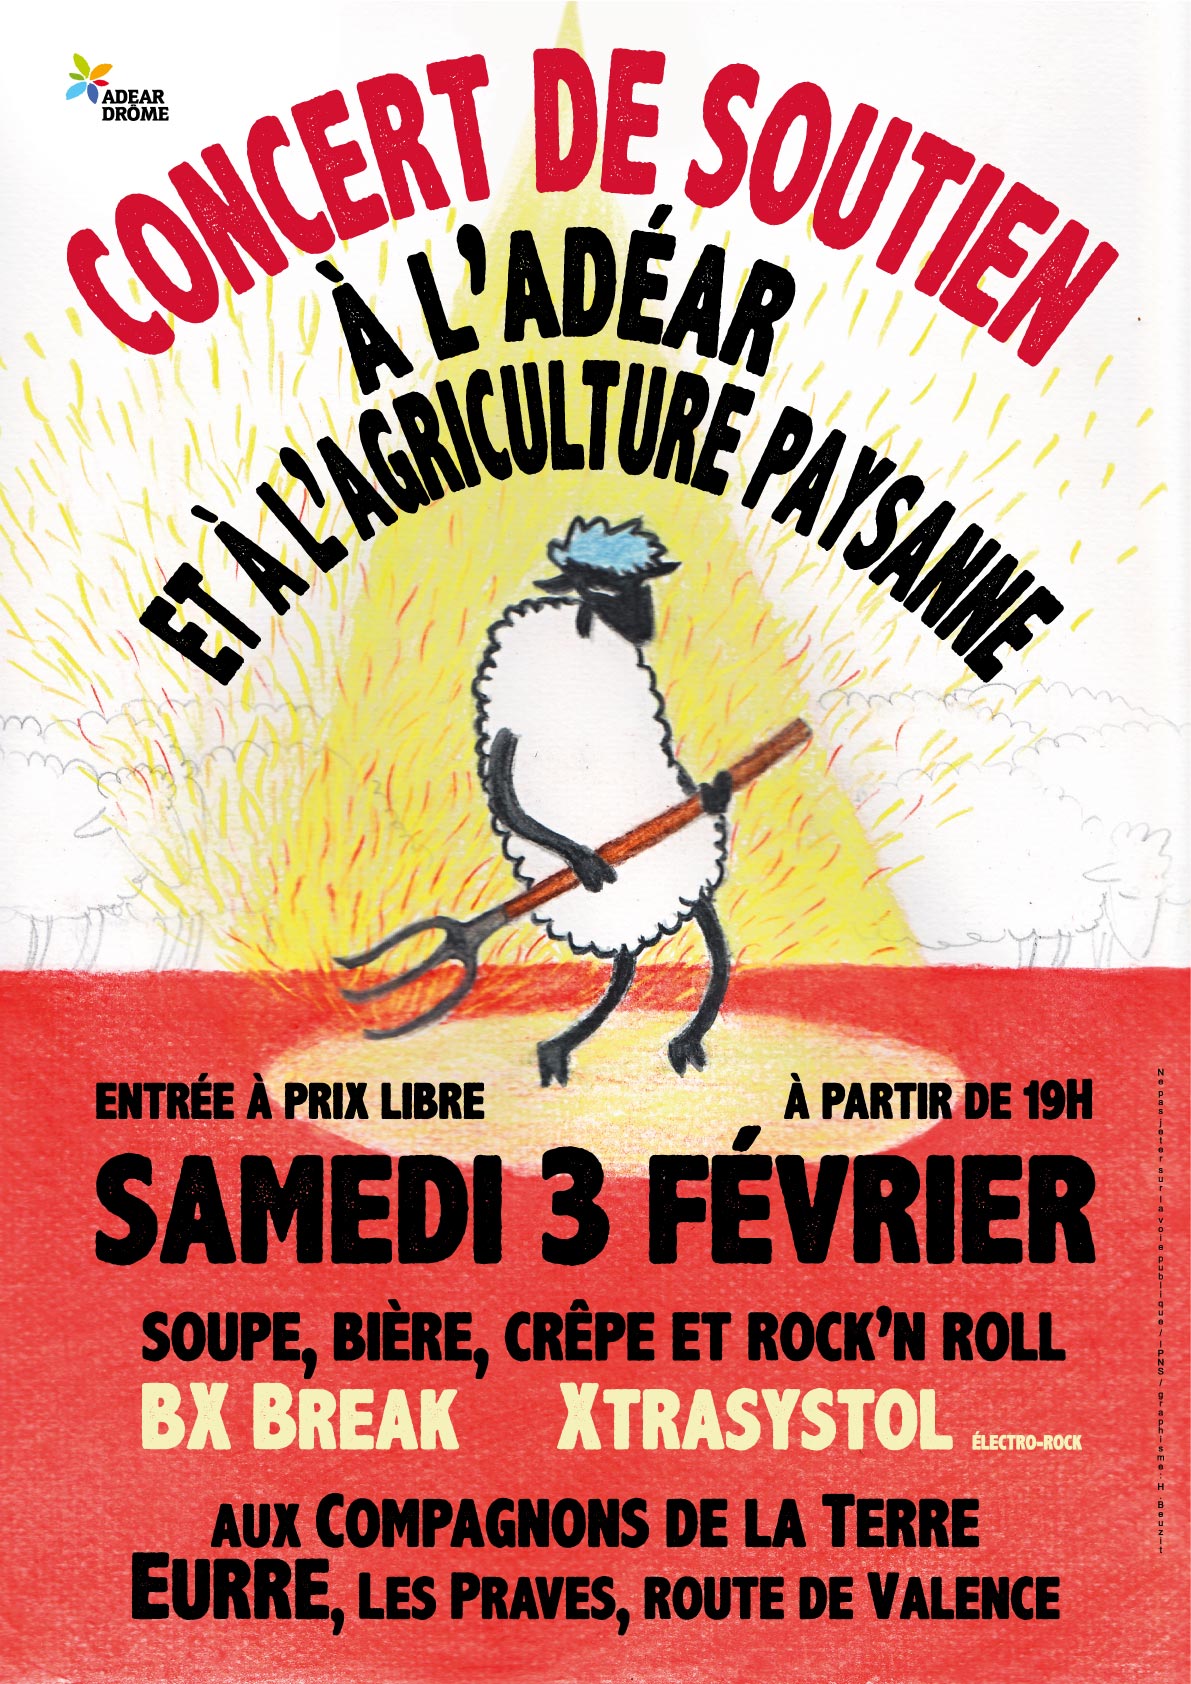 ADEAR
DRÔME
CONCERT DE SOUTIEN
À L'ADÉAR
ET À L'AGRICULTURE PAYSANNE
ENTRÉE À PRIX LIBRE
À PARTIR DE 19H
SAMEDI 3 FÉVRIER
SOUPE, BIÈRE, CRÊPE ET ROCK'N ROLL
BX BREAK
XTRASYSTOL ÉLECTRO-ROCK
AUX COMPAGNONS DE LA TERRE
EURRE, LES PRAVES, ROUTE DE VALENCE
Ne pas jeter sur la voie publique / IPNS / graphisme : H. Beuzit